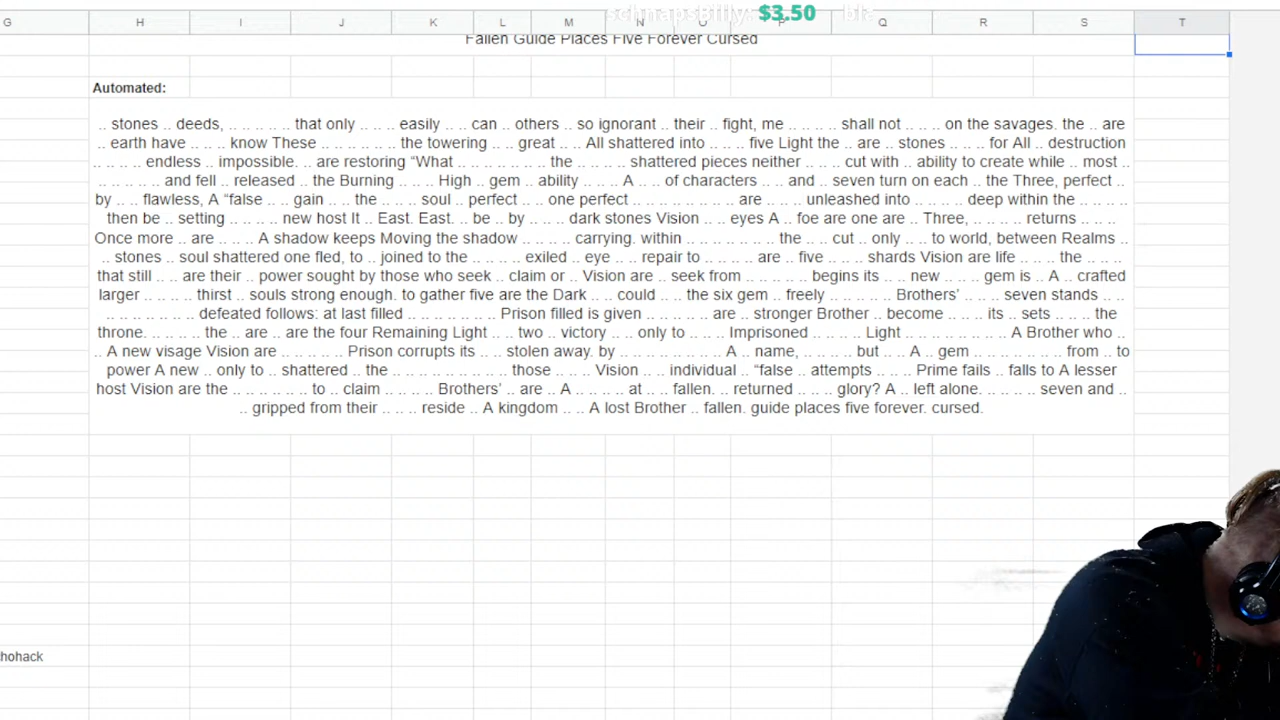 schnapsBilly: $3.50 bla
G H I J K L M N O P Q R S T
Fallen Guide Places Five Forever Cursed
Automated:
.. stones .. deeds, .. .. .. .. that only .. .. easily .. can .. others .. so ignorant .. their .. fight, me .. .. .. shall not .. .. on the savages. the .. are
.. earth have .. .. know These .. .. .. .. the towering .. great .. .. All shattered into .. .. five Light the .. are .. stones .. .. for All .. destruction
.. .. .. .. endless .. impossible. .. are restoring “What .. .. .. .. .. the .. .. .. shattered pieces neither .. .. cut with .. ability to create while .. most ..
.. .. .. .. and fell .. released .. the Burning .. .. High .. gem .. ability .. .. A .. .. of characters .. .. and .. seven turn on each .. the Three, perfect ..
by .. .. flawless, A “false .. gain .. .. the .. .. soul .. perfect .. .. one perfect .. .. .. .. .. .. are .. .. unleashed into .. .. .. deep within the .. .. ..
then be .. setting .. .. new host It .. East. East. .. be .. by .. .. dark stones Vision .. .. eyes A .. foe are one are .. Three, .. .. returns .. .. ..
Once more .. are .. .. .. A shadow keeps Moving the shadow .. .. .. .. carrying. within .. .. .. .. .. the .. .. cut .. only .. .. to world, between Realms ..
.. stones .. soul shattered one fled, to .. joined to the .. .. .. exiled .. eye .. repair to .. .. .. are .. five .. .. shards Vision are life .. .. the .. ..
that still .. .. are their .. power sought by those who seek .. claim or .. Vision are .. seek from .. .. .. .. begins its .. new .. gem is .. A .. crafted
larger .. .. .. thirst .. souls strong enough. to gather five are the Dark .. .. could .. .. the six gem .. freely .. .. .. .. Brothers’ .. .. seven stands .. ..
.. .. .. .. .. .. defeated follows: at last filled .. .. .. .. .. .. Prison filled is given .. .. .. .. are .. stronger Brother .. become .. .. its .. sets .. .. the
throne. .. .. .. the .. are .. are the four Remaining Light .. .. two .. victory .. .. only to .. .. Imprisoned .. .. .. Light .. .. .. .. .. A Brother who ..
.. A new visage Vision are .. .. .. .. Prison corrupts its .. .. stolen away. by .. .. .. .. .. .. .. A .. name, .. .. .. but .. A .. gem .. .. .. .. .. .. from .. to
power A new .. only to .. shattered .. the .. .. .. .. .. .. those .. .. Vision .. individual .. “false .. attempts .. .. .. Prime fails .. falls to A lesser
host Vision are the .. .. .. .. .. to .. claim .. .. .. Brothers’ .. are .. A .. .. .. at .. fallen. .. returned .. .. glory? A .. left alone. .. .. .. seven and ..
.. gripped from their .. .. .. reside .. A kingdom .. .. A lost Brother .. fallen. guide places five forever. cursed.
hohack